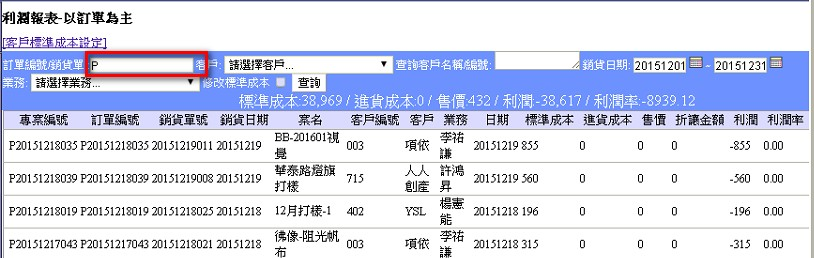 利潤報表-以訂單為主
[客戶標準成本設定]
訂單編號/銷貨單 P 客戶: 請選擇客戶... 查詢客戶名稱/編號: 銷貨日期: 20151201 - 20151231
業務: 請選擇業務... 修改標準成本 查詢
標準成本:38,969 / 進貨成本:0 / 售價:432 / 利潤:-38,617 / 利潤率:-8939.12
專案編號 訂單編號 銷貨單號 銷貨日期 案名 客戶編號 客戶 業務 日期 標準成本 進貨成本 售價 折讓金額 利潤 利潤率
P20151218035 P20151218035 20151219011 20151219 BB-201601視覺 003 項依 李祐謙 20151219 855 0 0 0 -855 0.00
P20151218039 P20151218039 20151219008 20151219 華泰路燈旗打樣 715 人人創產 許鴻昇 20151219 560 0 0 0 -560 0.00
P20151218019 P20151218019 20151218025 20151218 12月打樣-1 402 YSL 楊憲能 20151218 196 0 0 0 -196 0.00
P20151217043 P20151217043 20151218021 20151218 佛像-阻光帆布 003 項依 李祐謙 20151218 315 0 0 0 -315 0.00